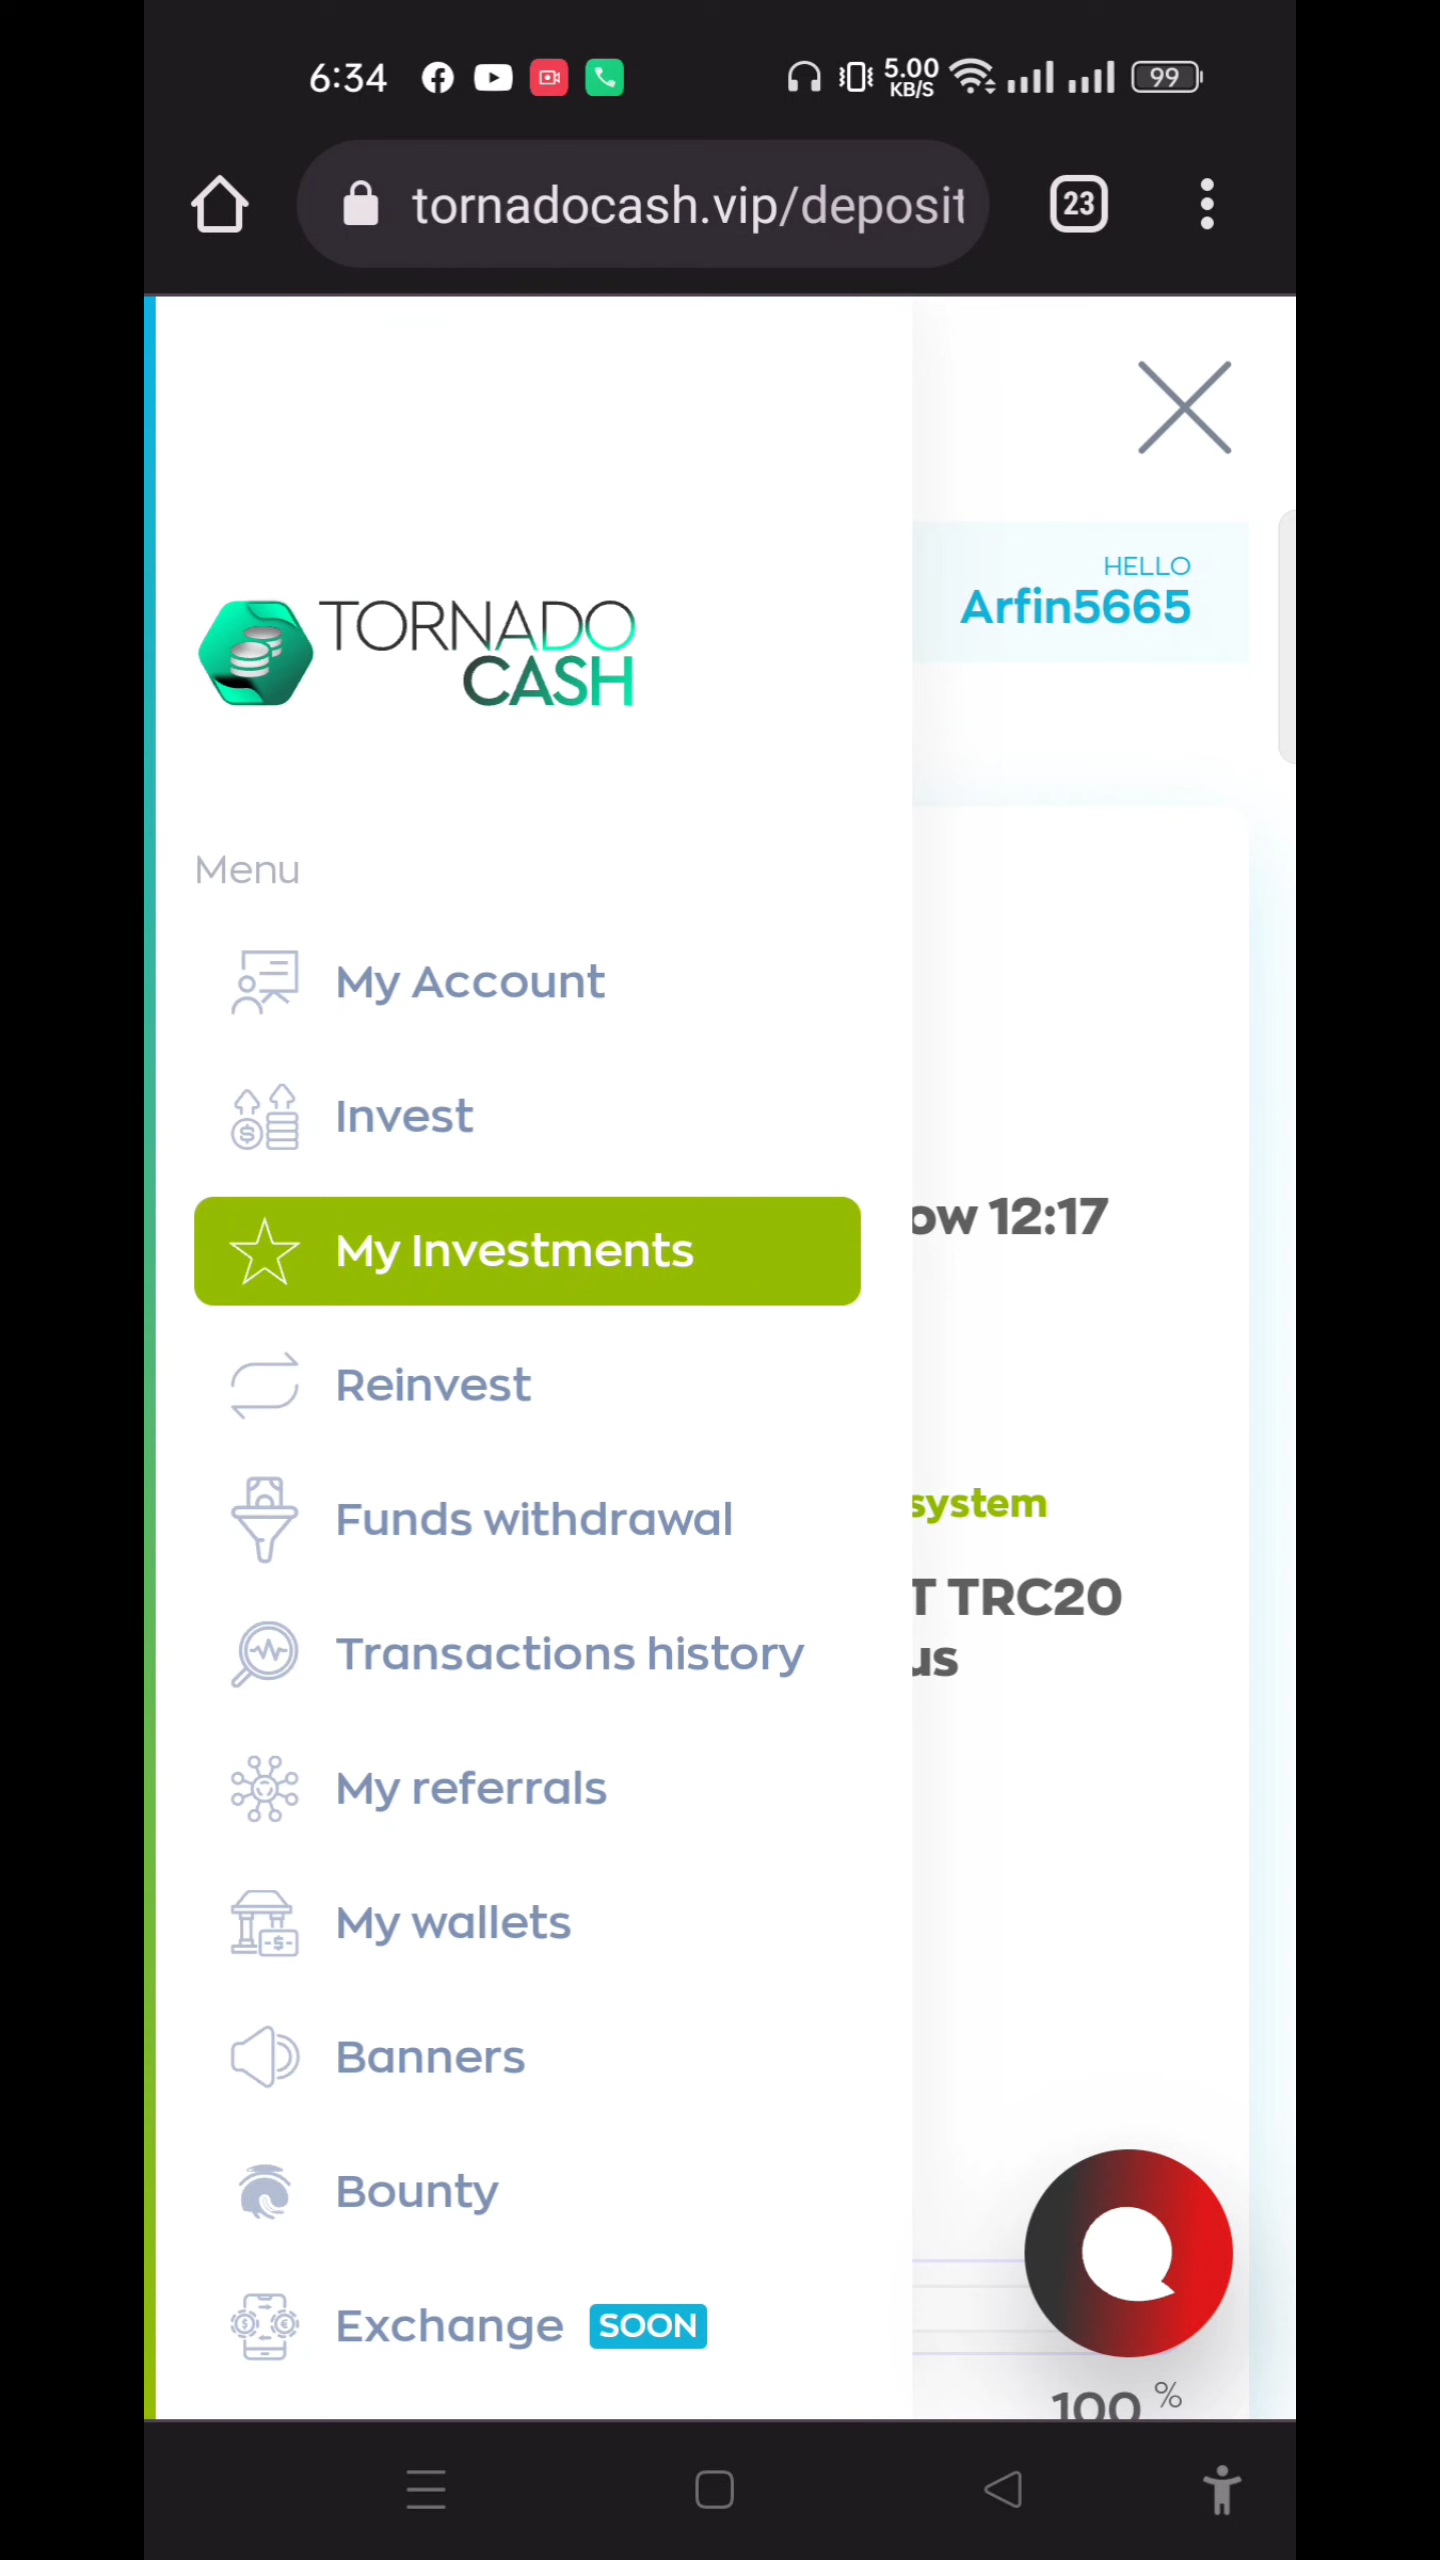 6:34 5.00 KB/S 99
tornadocash.vip/deposit 23
HELLO
Arfin5665
TORNADO
CASH
Menu
My Account
Invest
ow 12:17
My Investments
Reinvest
system
Funds withdrawal
T TRC20
us
Transactions history
My referrals
My wallets
Banners
Bounty
Exchange SOON
100 %